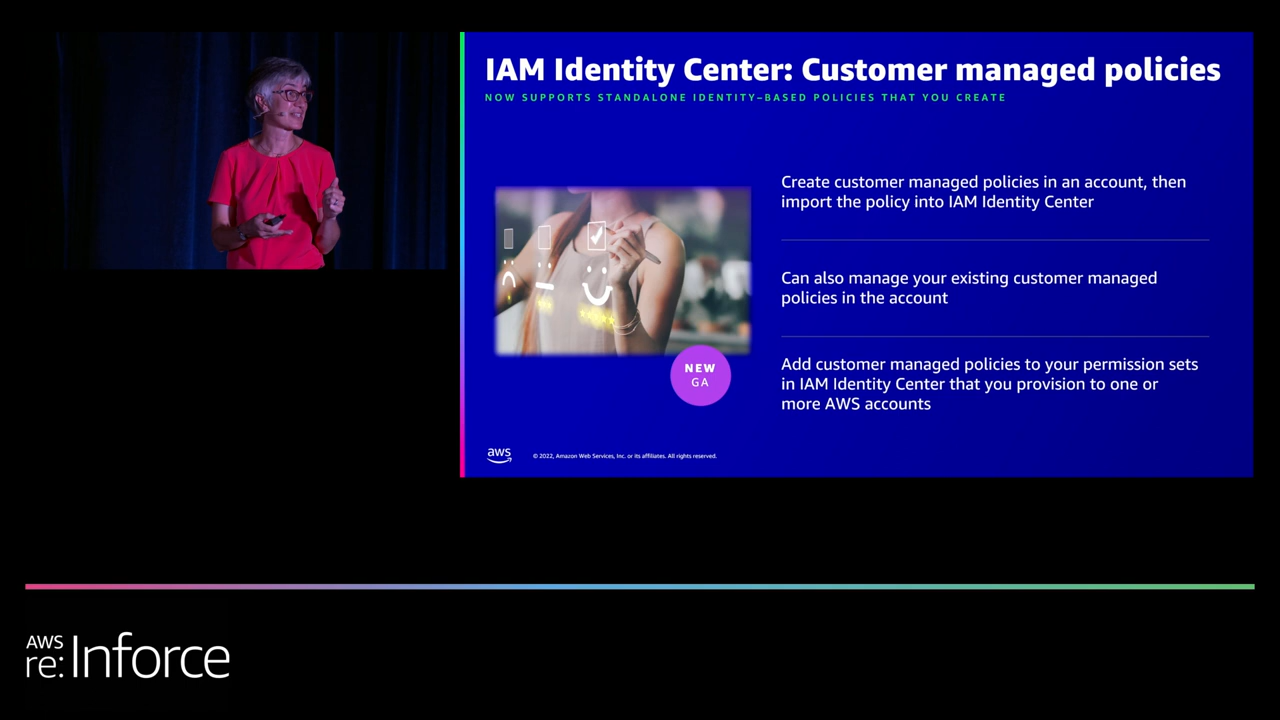 IAM Identity Center: Customer managed policies
NOW SUPPORTS STANDALONE IDENTITY–BASED POLICIES THAT YOU CREATE
Create customer managed policies in an account, then
import the policy into IAM Identity Center
Can also manage your existing customer managed
policies in the account
Add customer managed policies to your permission sets
in IAM Identity Center that you provision to one or
more AWS accounts
NEW
GA
aws
© 2022, Amazon Web Services, Inc. or its affiliates. All rights reserved.
AWS
re:Inforce